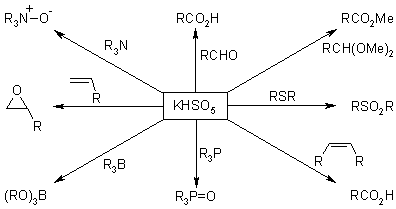 R₃N⁺–O⁻
RCO₂H
RCO₂Me
R₃N
RCHO
RCH(OMe)₂
O
R
R
KHSO₅
RSR
RSO₂R
R₃B
R₃P
R
R
(RO)₃B
R₃P=O
RCO₂H